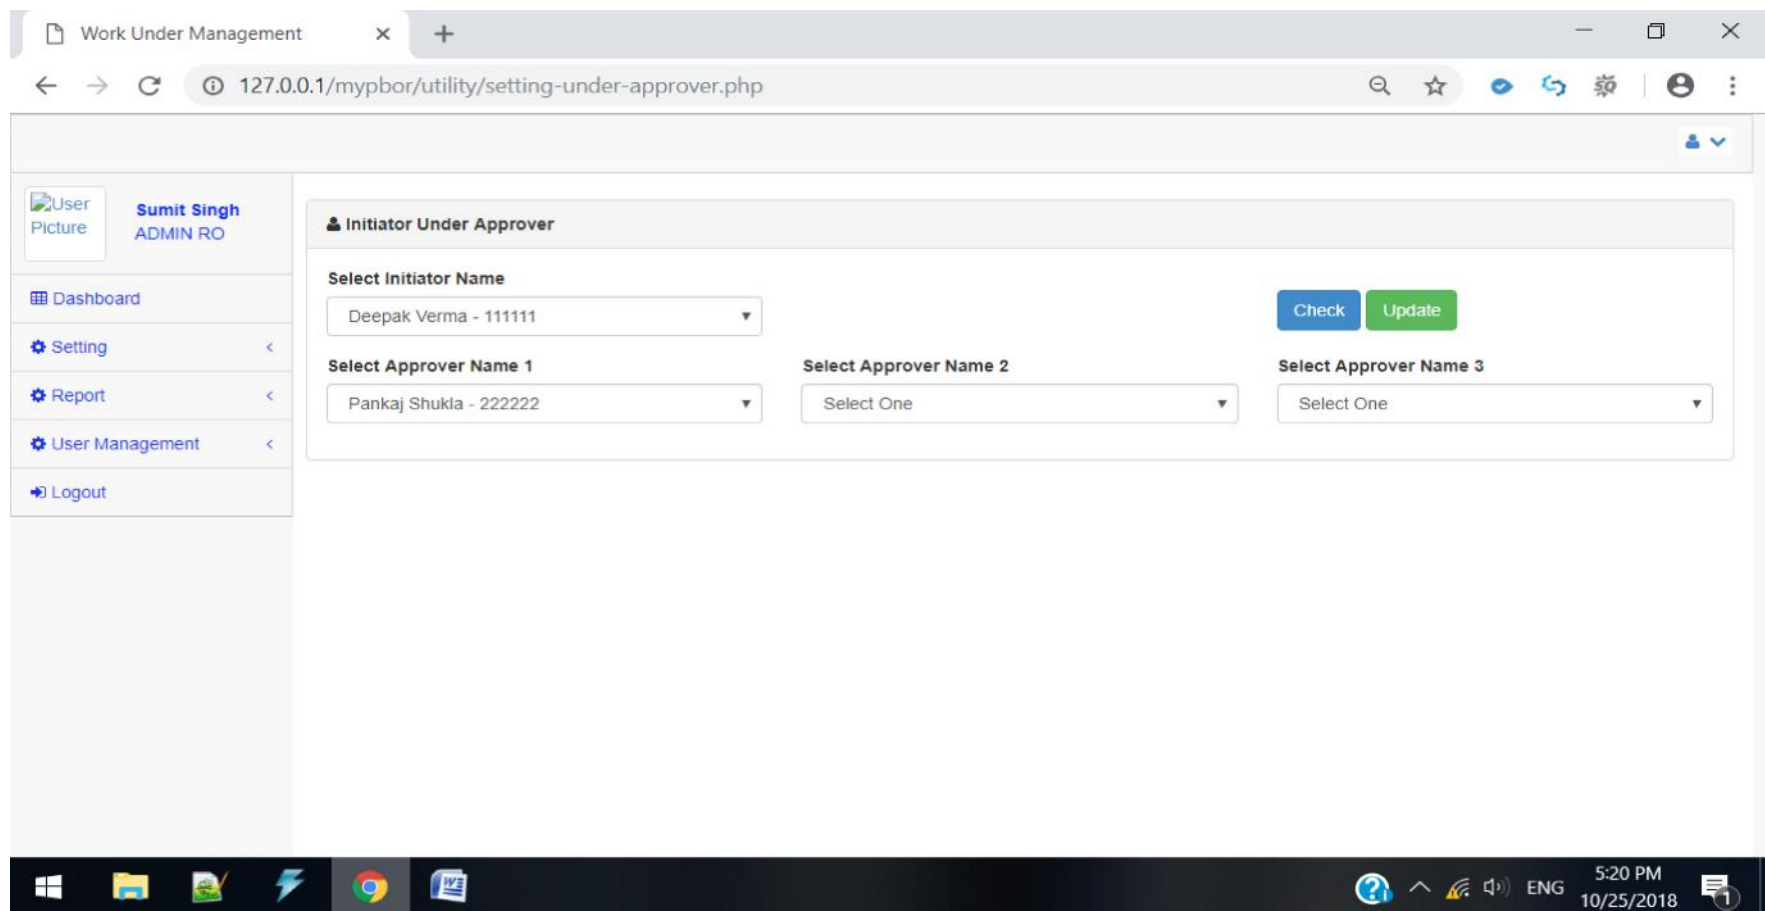 Work Under Management
127.0.0.1/mypbor/utility/setting-under-approver.php
User Picture
Sumit Singh
ADMIN RO
Dashboard
Setting
Report
User Management
Logout
Initiator Under Approver
Select Initiator Name
Deepak Verma - 111111
Check Update
Select Approver Name 1
Pankaj Shukla - 222222
Select Approver Name 2
Select One
Select Approver Name 3
Select One
ENG
5:20 PM
10/25/2018
1